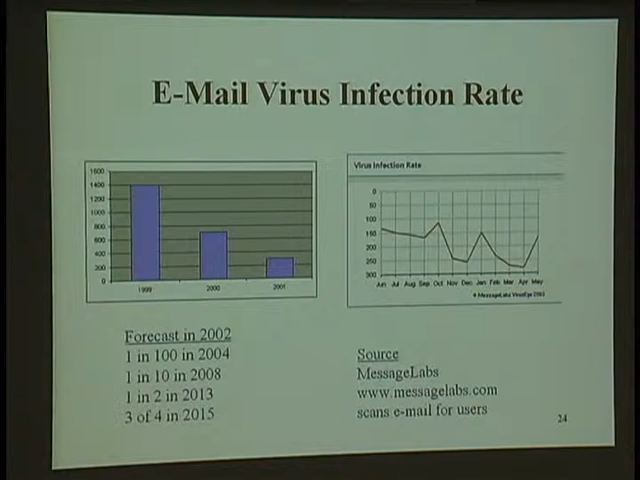 E-Mail Virus Infection Rate
1600
1400
1200
1000
800
600
400
200
0
1999
2000
2001
Virus Infection Rate
0
50
100
150
200
250
300
Jun Jul Aug Sep Oct Nov Dec Jan Feb Mar Apr May
Forecast in 2002
1 in 100 in 2004
1 in 10 in 2008
1 in 2 in 2013
3 of 4 in 2015
Source
MessageLabs
www.messagelabs.com
scans e-mail for users
24